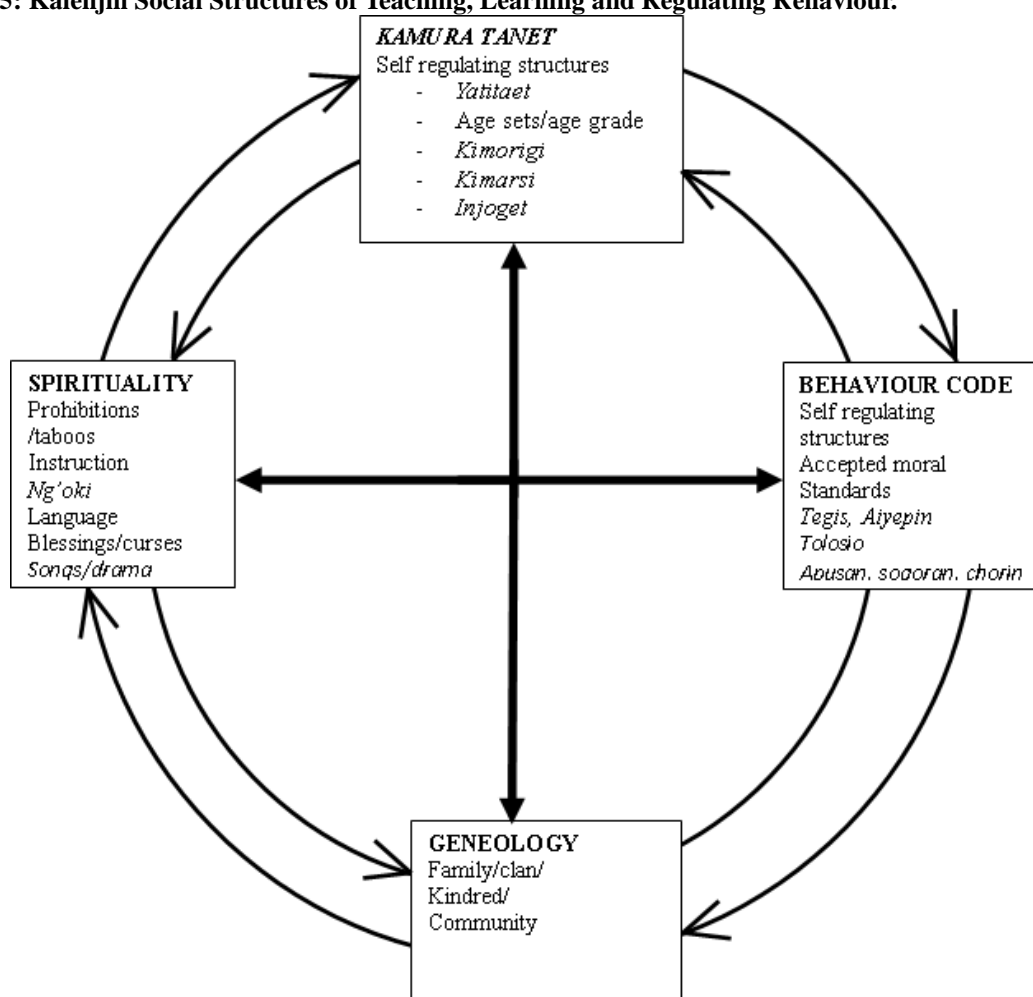 5: Kalenjin Social Structures of Teaching, Learning and Regulating Behaviour.
KAMURA TANET
Self regulating structures
- Yatitaet
- Age sets/age grade
- Kimorigi
- Kimarsi
- Injoget
SPIRITUALITY
Prohibitions
/taboos
Instruction
Ng'oki
Language
Blessings/curses
Songs/drama
BEHAVIOUR CODE
Self regulating
structures
Accepted moral
Standards
Tegis, Aiyepin
Tolosio
Apusan, sogoran, chorin
GENEOLOGY
Family/clan/
Kindred/
Community